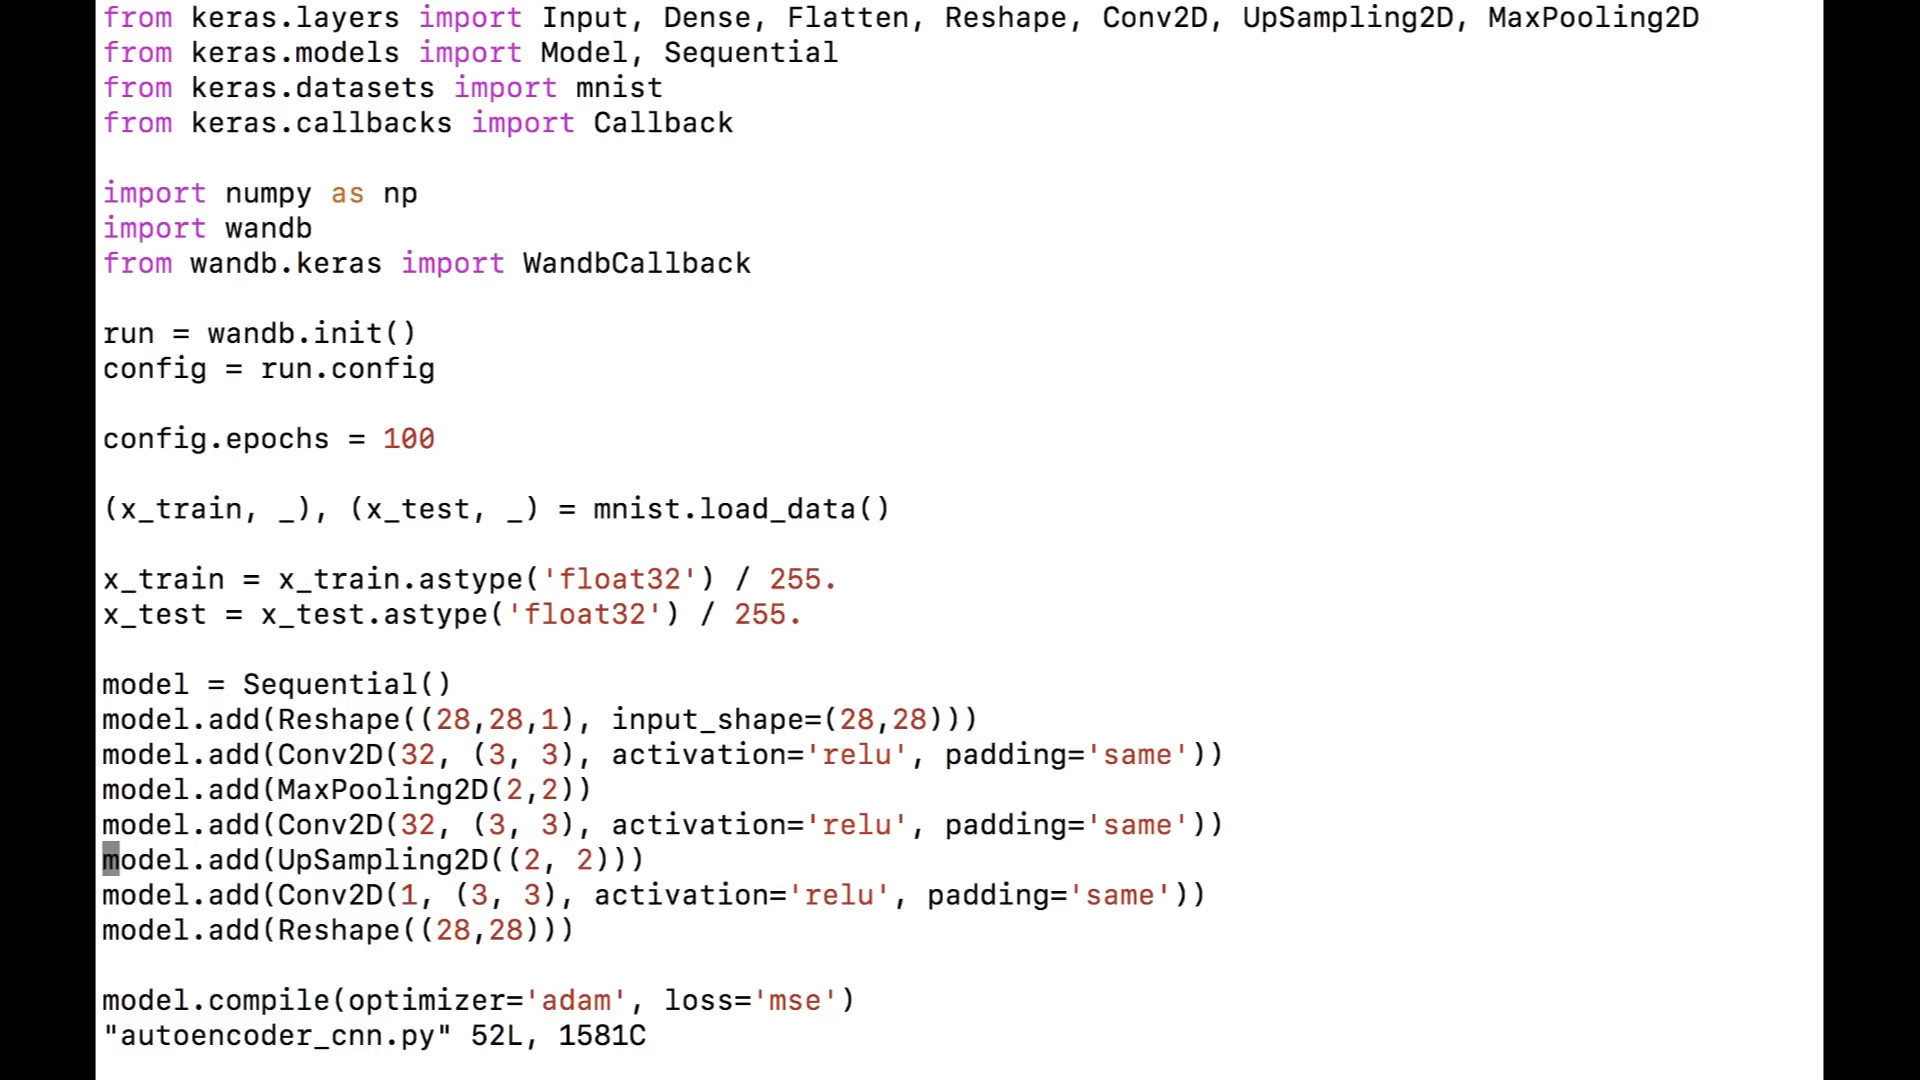 from keras.layers import Input, Dense, Flatten, Reshape, Conv2D, UpSampling2D, MaxPooling2D
from keras.models import Model, Sequential
from keras.datasets import mnist
from keras.callbacks import Callback
import numpy as np
import wandb
from wandb.keras import WandbCallback
run = wandb.init()
config = run.config
config.epochs = 100
(x_train, _), (x_test, _) = mnist.load_data()
x_train = x_train.astype('float32') / 255.
x_test = x_test.astype('float32') / 255.
model = Sequential()
model.add(Reshape((28,28,1), input_shape=(28,28)))
model.add(Conv2D(32, (3, 3), activation='relu', padding='same'))
model.add(MaxPooling2D(2,2))
model.add(Conv2D(32, (3, 3), activation='relu', padding='same'))
model.add(UpSampling2D((2, 2)))
model.add(Conv2D(1, (3, 3), activation='relu', padding='same'))
model.add(Reshape((28,28)))
model.compile(optimizer='adam', loss='mse')
"autoencoder_cnn.py" 52L, 1581C